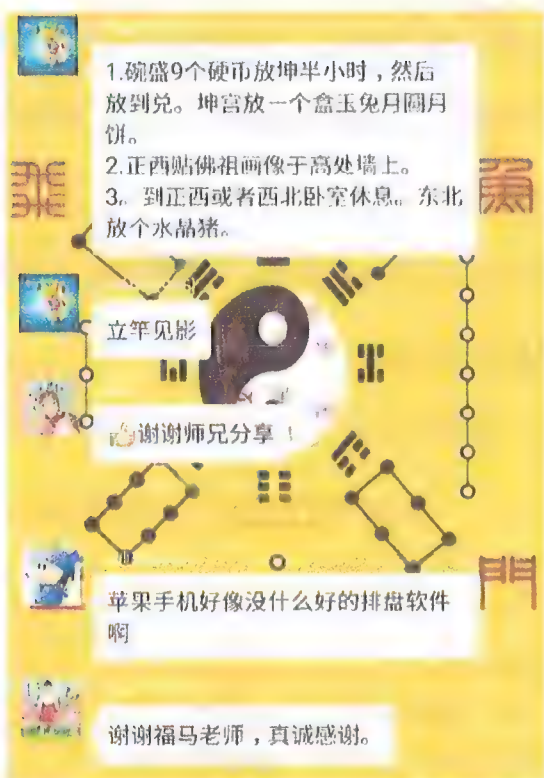 1.碗盛9个硬币放坤半小时，然后
放到兑。坤宫放一个盒玉兔月圆月
饼。
2.正西贴佛祖画像于高处墙上。
3。到正西或者西北卧室休息。东北
放个水晶猪。
立竿见影
谢谢师兄分享！
苹果手机好像没什么好的排盘软件
啊
門
谢谢福马老师，真诚感谢。